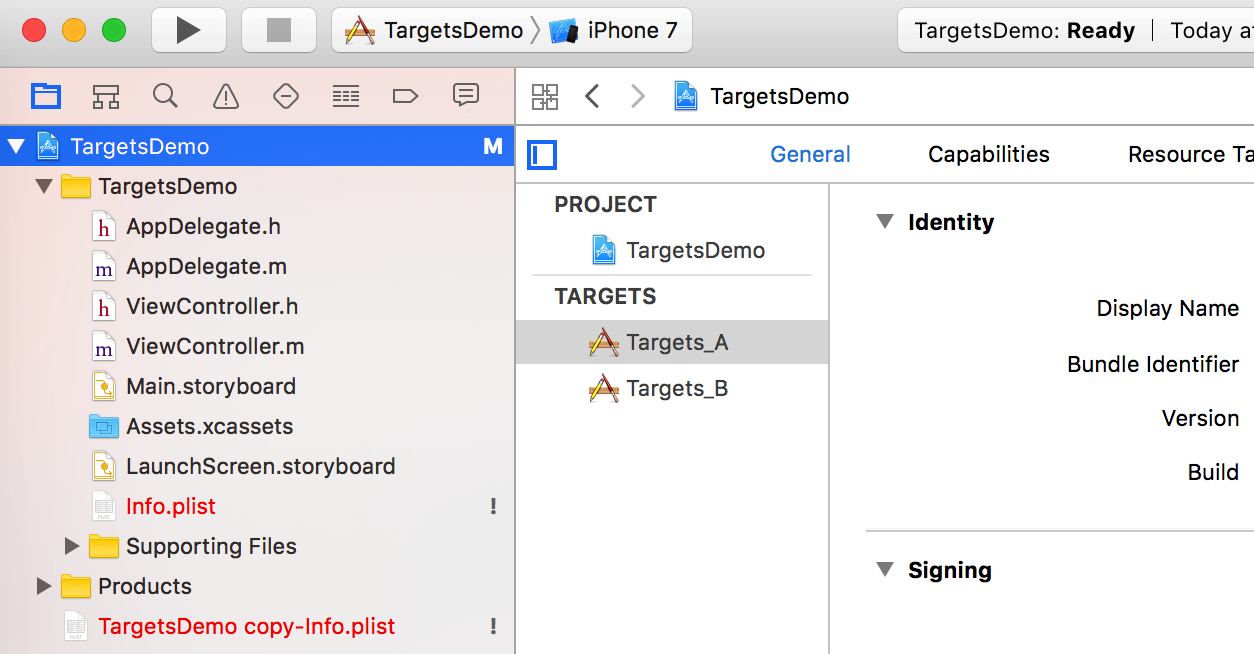 TargetsDemo
iPhone 7
TargetsDemo: Ready
Today a
TargetsDemo
TargetsDemo M
TargetsDemo
h AppDelegate.h
m AppDelegate.m
h ViewController.h
m ViewController.m
Main.storyboard
Assets.xcassets
LaunchScreen.storyboard
Info.plist !
Supporting Files
Products
TargetsDemo copy-Info.plist !
General
Capabilities
Resource Ta
PROJECT
TargetsDemo
TARGETS
Targets_A
Targets_B
Identity
Display Name
Bundle Identifier
Version
Build
Signing